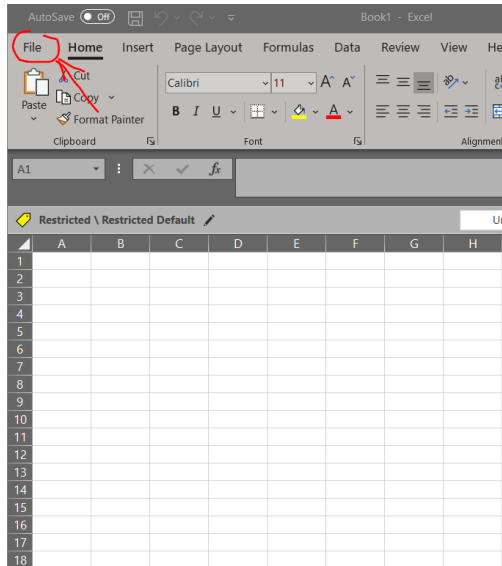 AutoSave Off Book1 - Excel
File Home Insert Page Layout Formulas Data Review View He
Cut
Calibri 11 A A
Copy
Paste
B I U A
Format Painter
Clipboard Font Alignment
A1 fx
Restricted \ Restricted Default
A B C D E F G H
1
2
3
4
5
6
7
8
9
10
11
12
13
14
15
16
17
18